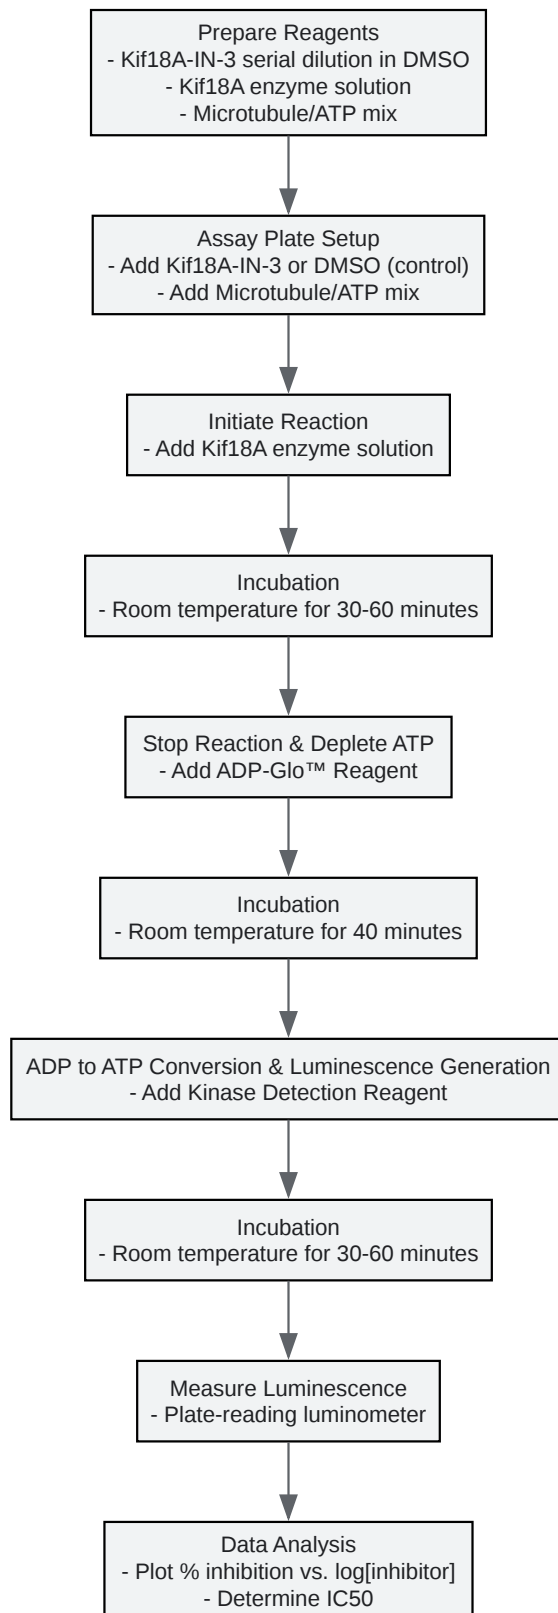 Prepare Reagents
- Kif18A-IN-3 serial dilution in DMSO
- Kif18A enzyme solution
- Microtubule/ATP mix
Assay Plate Setup
- Add Kif18A-IN-3 or DMSO (control)
- Add Microtubule/ATP mix
Initiate Reaction
- Add Kif18A enzyme solution
Incubation
- Room temperature for 30-60 minutes
Stop Reaction & Deplete ATP
- Add ADP-Glo™ Reagent
Incubation
- Room temperature for 40 minutes
ADP to ATP Conversion & Luminescence Generation
- Add Kinase Detection Reagent
Incubation
- Room temperature for 30-60 minutes
Measure Luminescence
- Plate-reading luminometer
Data Analysis
- Plot % inhibition vs. log[inhibitor]
- Determine IC50